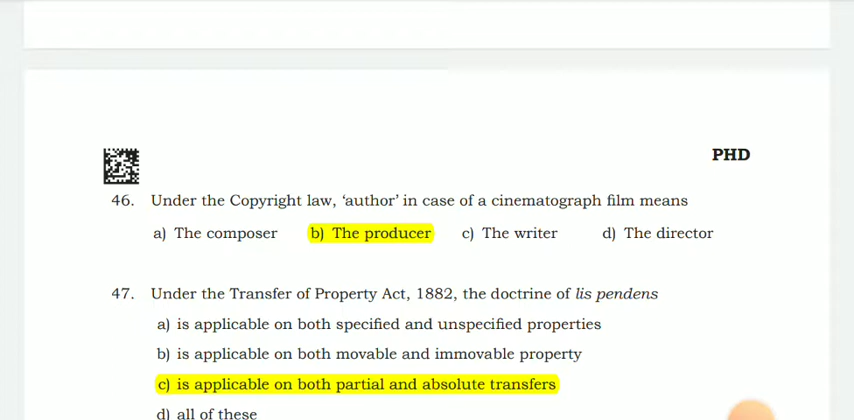 PHD
46. Under the Copyright law, ‘author’ in case of a cinematograph film means
a) The composer b) The producer c) The writer d) The director
47. Under the Transfer of Property Act, 1882, the doctrine of lis pendens
a) is applicable on both specified and unspecified properties
b) is applicable on both movable and immovable property
c) is applicable on both partial and absolute transfers
d) all of these